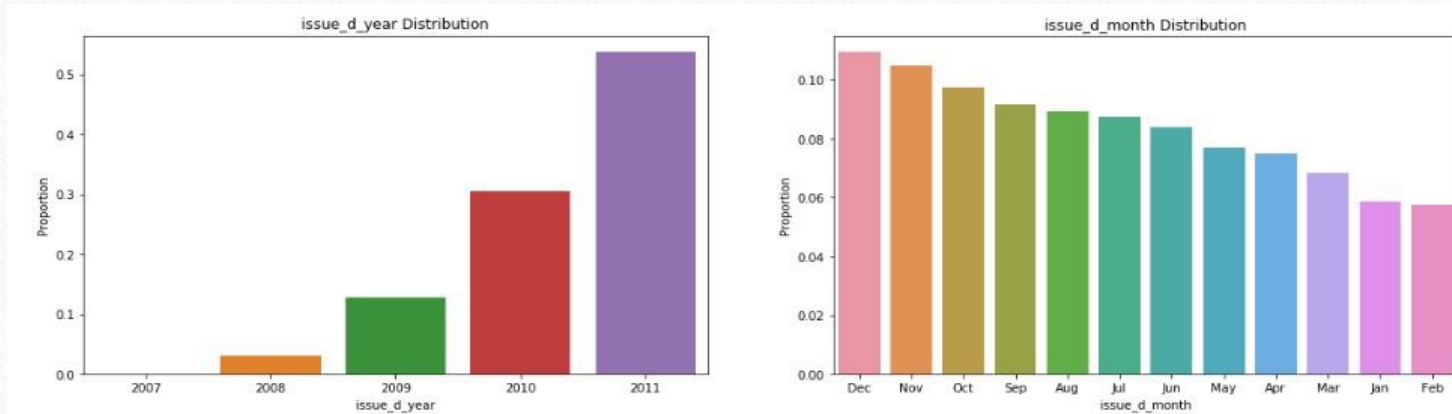 issue_d_year Distribution
0.5
0.4
0.3
0.2
0.1
0.0
Proportion
2007 2008 2009 2010 2011
issue_d_year
issue_d_month Distribution
0.10
0.08
0.06
0.04
0.02
0.00
Proportion
Dec Nov Oct Sep Aug Jul Jun May Apr Mar Jan Feb
issue_d_month